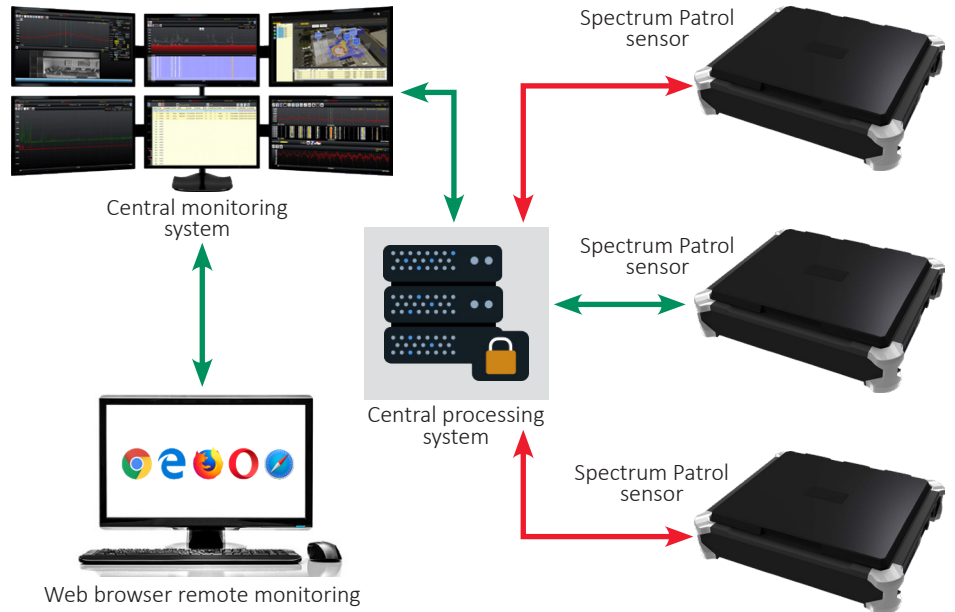 Spectrum Patrol
sensor
Central monitoring
system
Spectrum Patrol
sensor
Central processing
system
Spectrum Patrol
sensor
Web browser remote monitoring